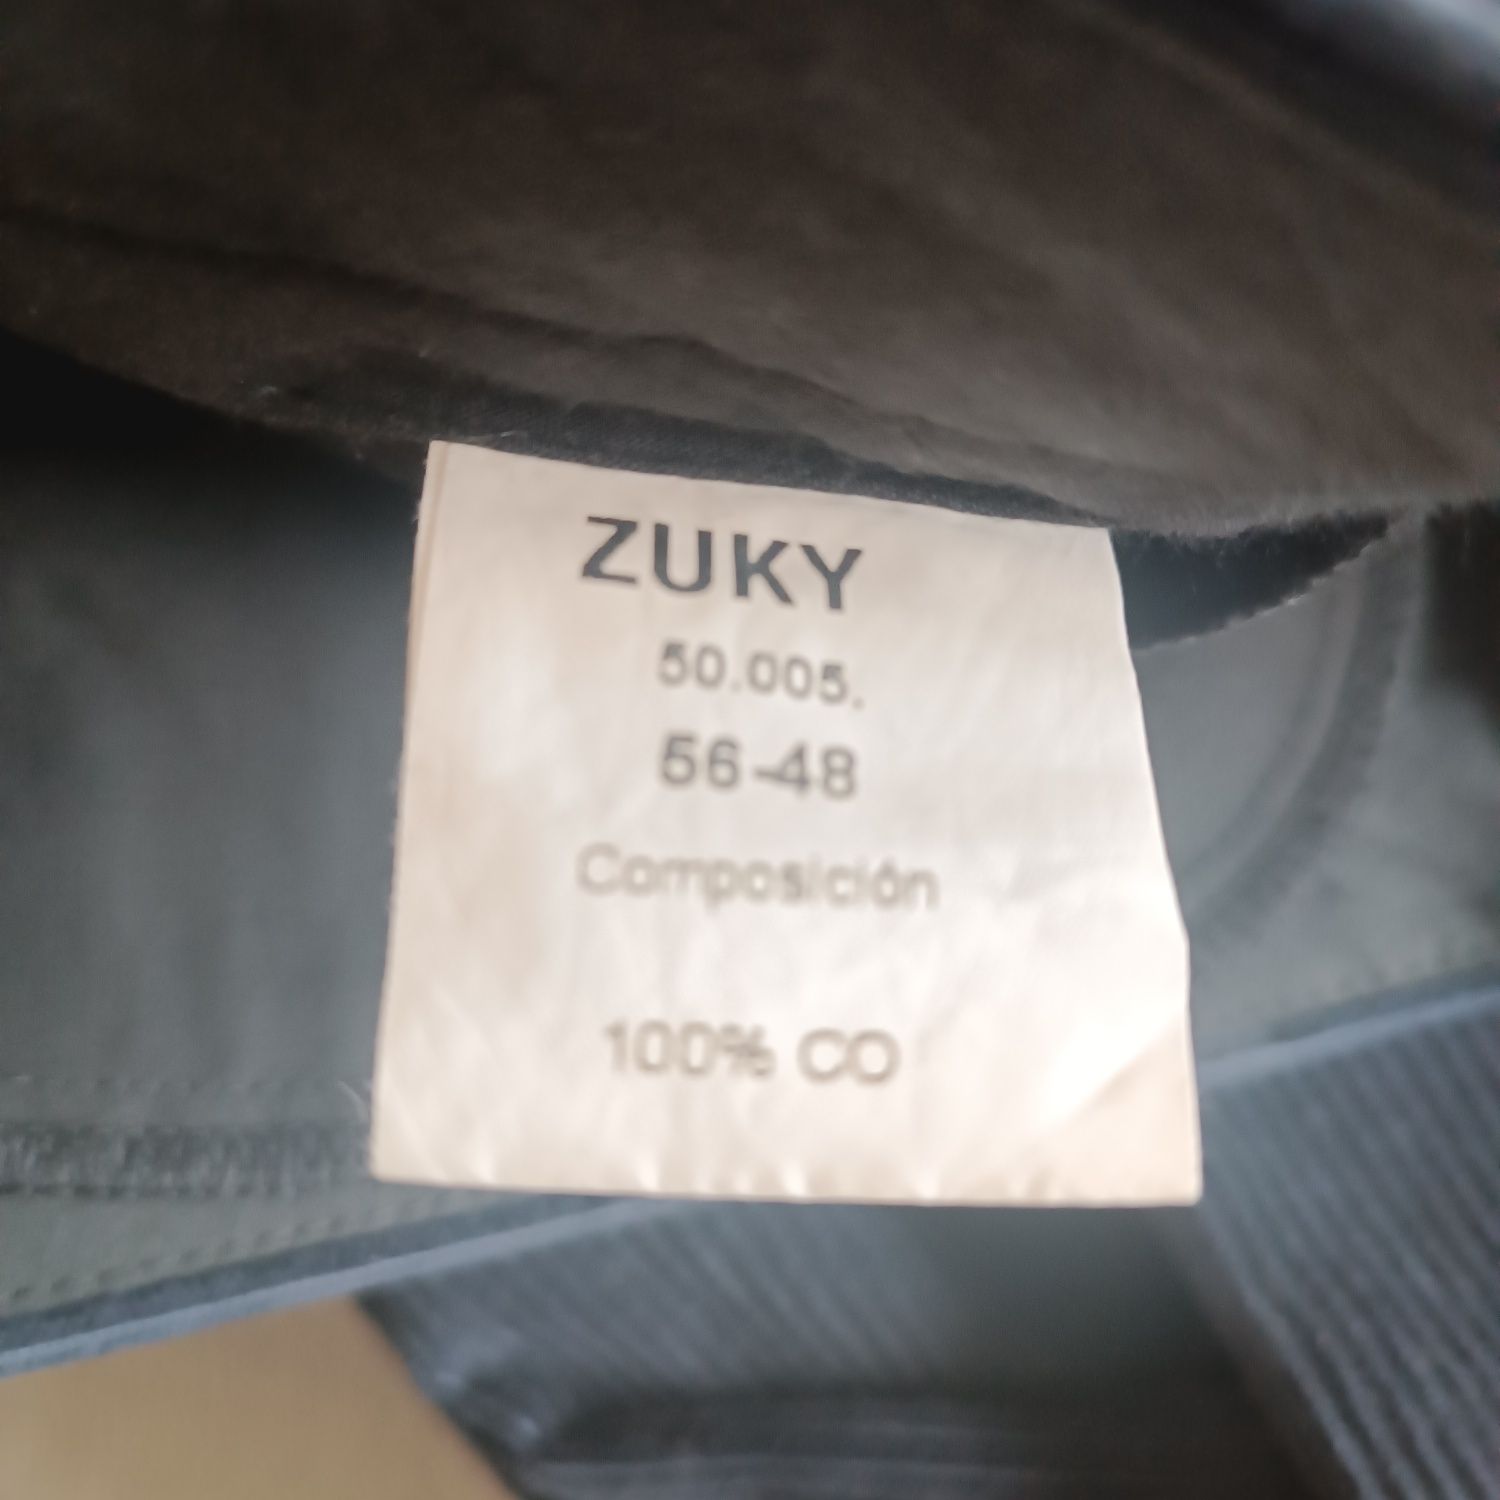 ZUKY
50.005.
56-48
Composición
100% CO